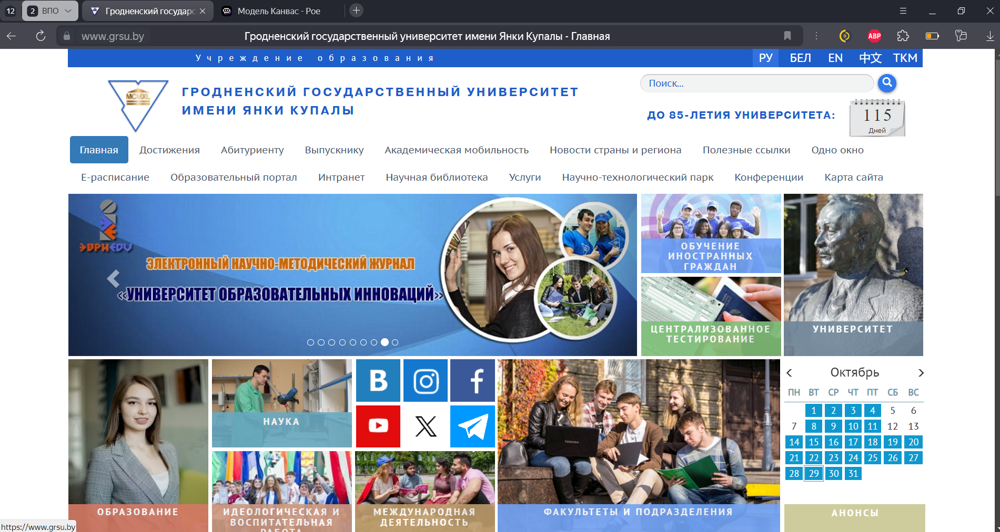 12
2 ВПО
Гродненский государс
Модель Канвас - Poe
www.grsu.by
Гродненский государственный университет имени Янки Купалы - Главная
ABP
Учреждение образования
РУ БЕЛ EN 中文 ТКМ
MCMXL
ГРОДНЕНСКИЙ ГОСУДАРСТВЕННЫЙ УНИВЕРСИТЕТ
ИМЕНИ ЯНКИ КУПАЛЫ
Поиск...
ДО 85-ЛЕТИЯ УНИВЕРСИТЕТА:
115
Дней
Главная Достижения Абитуриенту Выпускнику Академическая мобильность Новости страны и региона Полезные ссылки Одно окно
Е-расписание Образовательный портал Интранет Научная библиотека Услуги Научно-технологический парк Конференции Карта сайта
ЭВРИEDU
ЭЛЕКТРОННЫЙ НАУЧНО-МЕТОДИЧЕСКИЙ ЖУРНАЛ
«УНИВЕРСИТЕТ ОБРАЗОВАТЕЛЬНЫХ ИННОВАЦИЙ»
ОБУЧЕНИЕ
ИНОСТРАННЫХ
ГРАЖДАН
ЦЕНТРАЛИЗОВАННОЕ
ТЕСТИРОВАНИЕ
УНИВЕРСИТЕТ
НАУКА
TOSHIBA
Октябрь
ПН ВТ СР ЧТ ПТ СБ ВС
1 2 3 4 5 6
7 8 9 10 11 12 13
14 15 16 17 18 19 20
21 22 23 24 25 26 27
28 29 30 31
ОБРАЗОВАНИЕ
ИДЕОЛОГИЧЕСКАЯ И
ВОСПИТАТЕЛЬНАЯ
РАБОТА
МЕЖДУНАРОДНАЯ
ДЕЯТЕЛЬНОСТЬ
ФАКУЛЬТЕТЫ И ПОДРАЗДЕЛЕНИЯ
АНОНСЫ
https://www.grsu.by